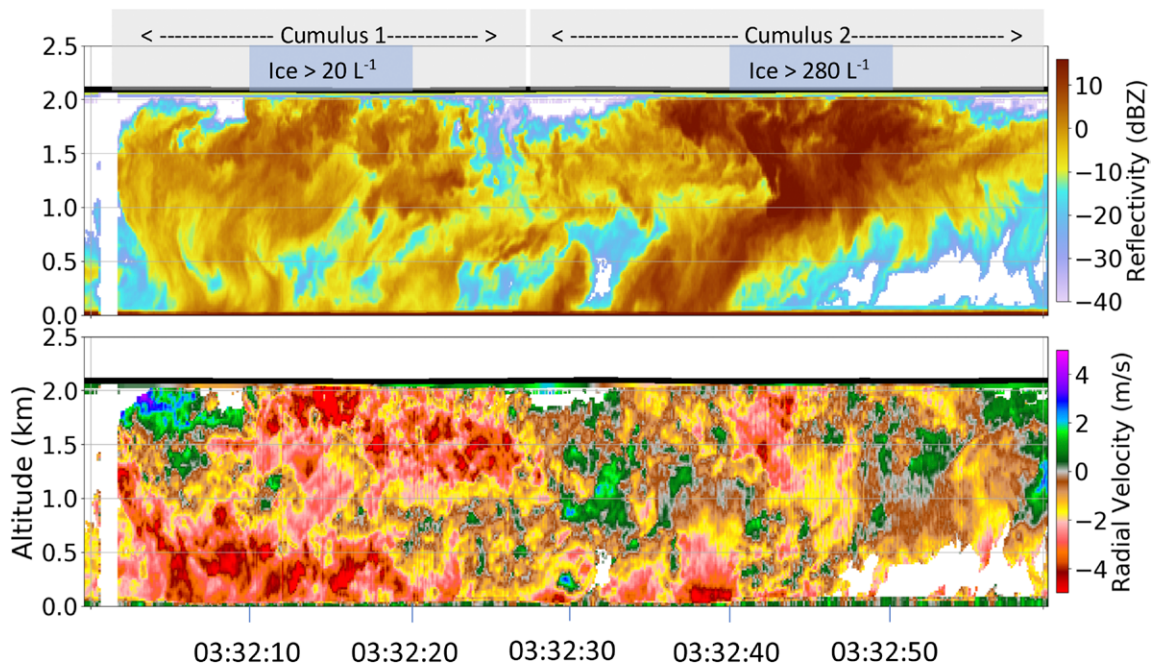 < -------------- Cumulus 1------------ >
< ------------------ Cumulus 2------------------ >
Ice > 20 L-1
Ice > 280 L-1
2.5
2.0
1.5
1.0
0.5
0.0
10
0
−10
−20
−30
−40
Reflectivity (dBZ)
2.5
2.0
1.5
1.0
0.5
0.0
Altitude (km)
4
2
0
−2
−4
Radial Velocity (m/s)
03:32:10 03:32:20 03:32:30 03:32:40 03:32:50